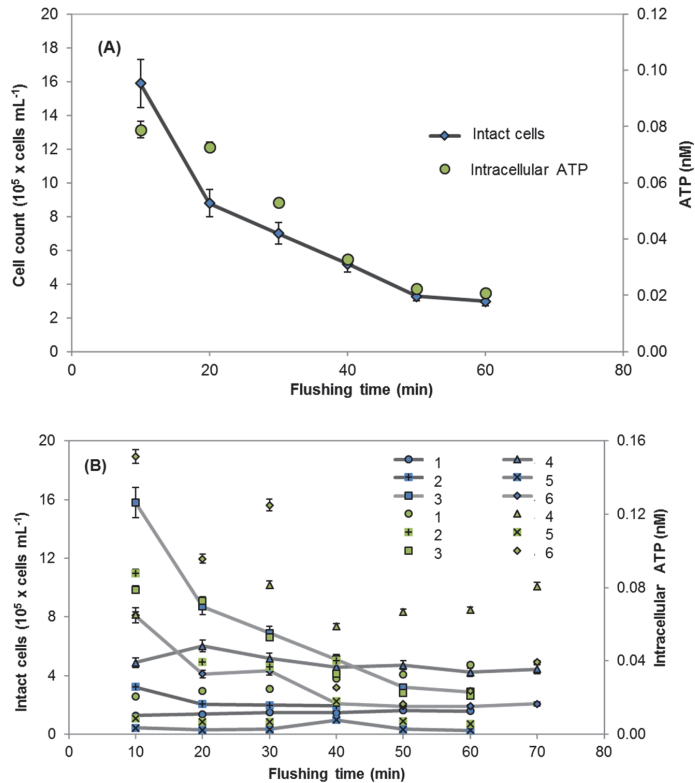 (A)
20
18
16
14
12
10
8
6
4
2
0
Cell count (10⁵ x cells mL⁻¹)
0.12
0.10
0.08
0.06
0.04
0.02
0.00
ATP (nM)
Intact cells
Intracellular ATP
0 20 40 60 80
Flushing time (min)
(B)
20
16
12
8
4
0
Intact cells (10⁵ x cells mL⁻¹)
0.16
0.12
0.08
0.04
0.00
Intracellular ATP (nM)
1 4
2 5
3 6
1 4
2 5
3 6
0 10 20 30 40 50 60 70 80
Flushing time (min)